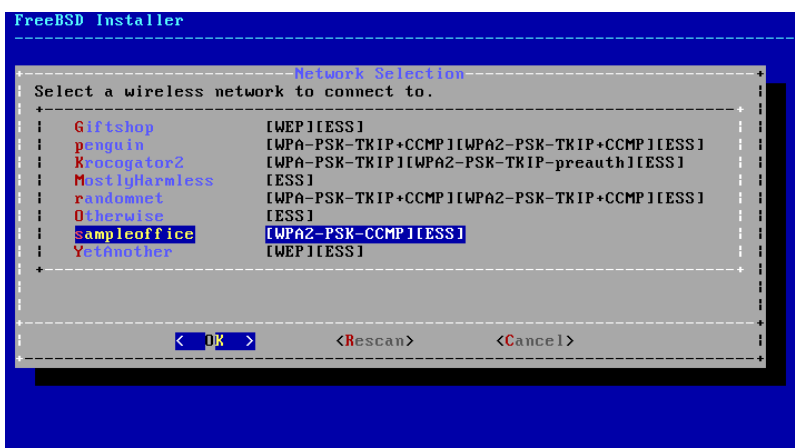 FreeBSD Installer
Network Selection
Select a wireless network to connect to.
Giftshop [WEP][ESS]
penguin [WPA-PSK-TKIP+CCMP][WPA2-PSK-TKIP+CCMP][ESS]
Krocogator2 [WPA-PSK-TKIP][WPA2-PSK-TKIP-preauth][ESS]
MostlyHarmless [ESS]
randomnet [WPA-PSK-TKIP+CCMP][WPA2-PSK-TKIP+CCMP][ESS]
Otherwise [ESS]
sampleoffice [WPA2-PSK-CCMP][ESS]
YetAnother [WEP][ESS]
< OK > <Rescan> <Cancel>